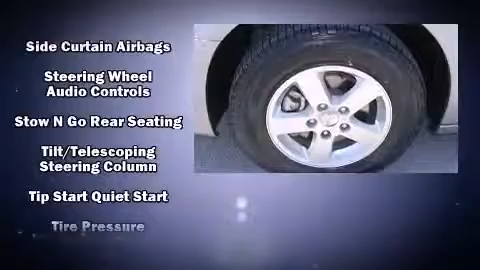 Side Curtain Airbags
Steering Wheel
Audio Controls
Stow N Go Rear Seating
Tilt/Telescoping
Steering Column
Tip Start Quiet Start
Tire Pressure